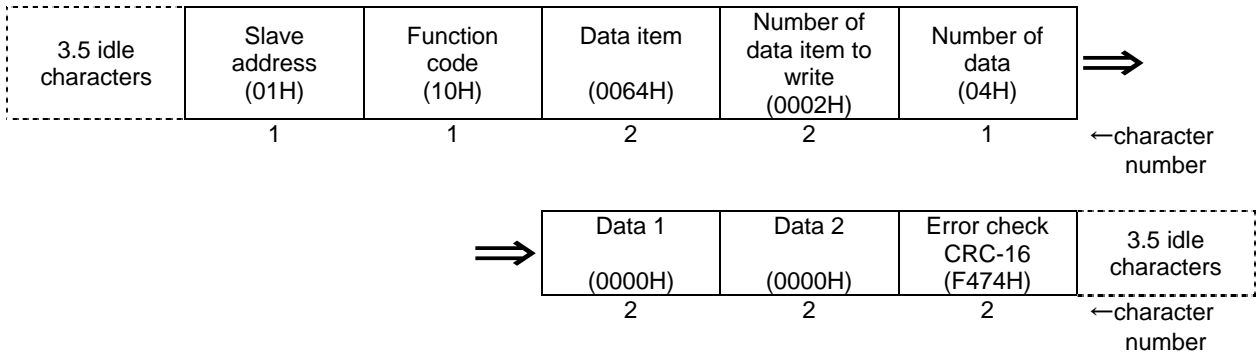 3.5 idle
characters
Slave
address
(01H)
Function
code
(10H)
Data item
(0064H)
Number of
data item to
write
(0002H)
Number of
data
(04H)
⇒
1
1
2
2
1
←character
number
⇒
Data 1
(0000H)
Data 2
(0000H)
Error check
CRC-16
(F474H)
3.5 idle
characters
2
2
2
←character
number